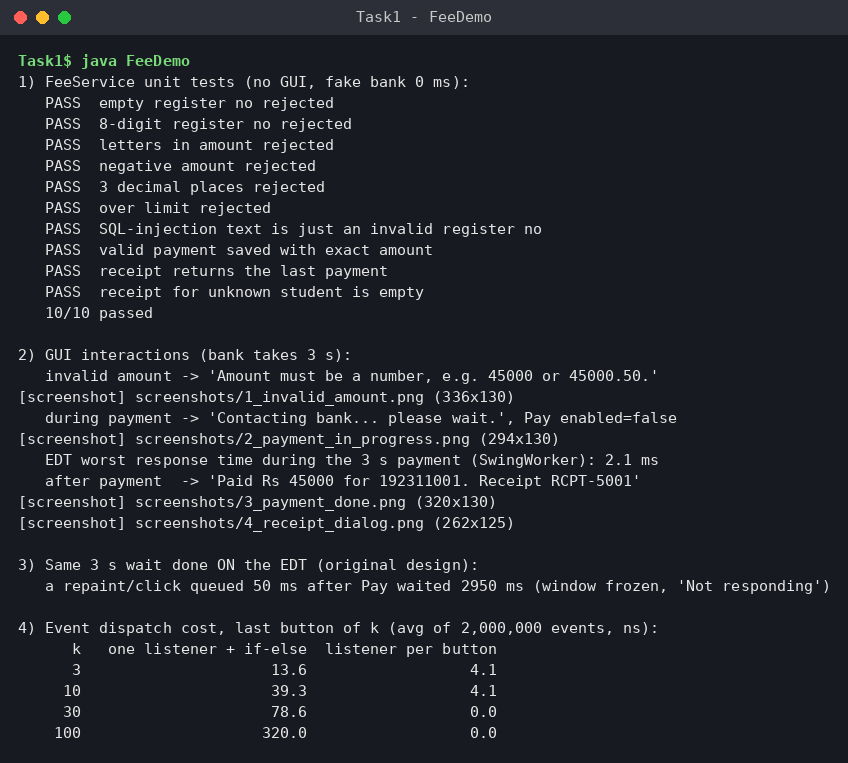 Task1 - FeeDemo
Task1$ java FeeDemo
1) FeeService unit tests (no GUI, fake bank 0 ms):
   PASS  empty register no rejected
   PASS  8-digit register no rejected
   PASS  letters in amount rejected
   PASS  negative amount rejected
   PASS  3 decimal places rejected
   PASS  over limit rejected
   PASS  SQL-injection text is just an invalid register no
   PASS  valid payment saved with exact amount
   PASS  receipt returns the last payment
   PASS  receipt for unknown student is empty
   10/10 passed
2) GUI interactions (bank takes 3 s):
   invalid amount -> 'Amount must be a number, e.g. 45000 or 45000.50.'
[screenshot] screenshots/1_invalid_amount.png (336x130)
   during payment -> 'Contacting bank... please wait.', Pay enabled=false
[screenshot] screenshots/2_payment_in_progress.png (294x130)
   EDT worst response time during the 3 s payment (SwingWorker): 2.1 ms
   after payment  -> 'Paid Rs 45000 for 192311001. Receipt RCPT-5001'
[screenshot] screenshots/3_payment_done.png (320x130)
[screenshot] screenshots/4_receipt_dialog.png (262x125)
3) Same 3 s wait done ON the EDT (original design):
   a repaint/click queued 50 ms after Pay waited 2950 ms (window frozen, 'Not responding')
4) Event dispatch cost, last button of k (avg of 2,000,000 events, ns):
      k   one listener + if-else  listener per button
      3                     13.6                  4.1
     10                     39.3                  4.1
     30                     78.6                  0.0
    100                    320.0                  0.0